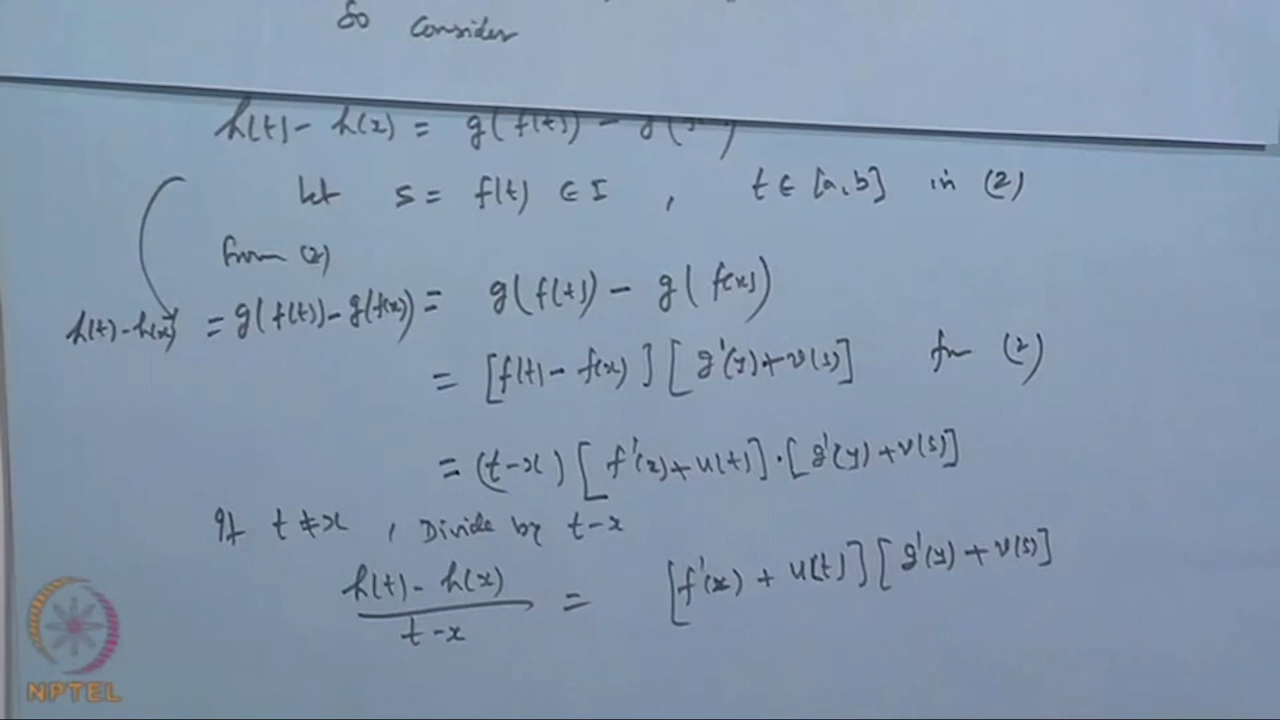 So consider
h(t) - h(x) = g(f(t)) - g(
let s = f(t) ∈ I , t ∈ [a, b] in (2)
from (2)
h(t) - h(x) = g(f(t)) - g(f(x)) = g(f(t)) - g(f(x))
= [f(t) - f(x)] [g'(y) + v(s)] from (2)
= (t-x) [f'(x) + u(t)] · [g'(y) + v(s)]
If t ≠ x , Divide by t-x
h(t) - h(x) / t-x = [f'(x) + u(t)] [g'(y) + v(s)]
NPTEL